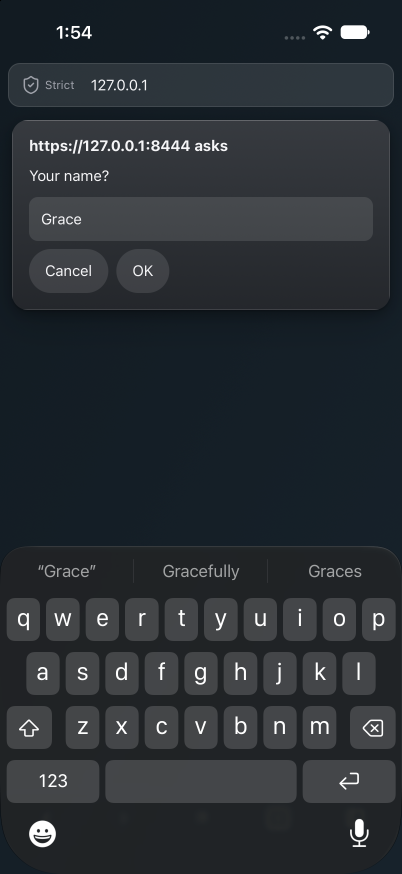 1:54
Strict 127.0.0.1
https://127.0.0.1:8444 asks
Your name?
Grace
Cancel OK
“Grace” Gracefully Graces
q w e r t y u i o p
a s d f g h j k l
z x c v b n m
123